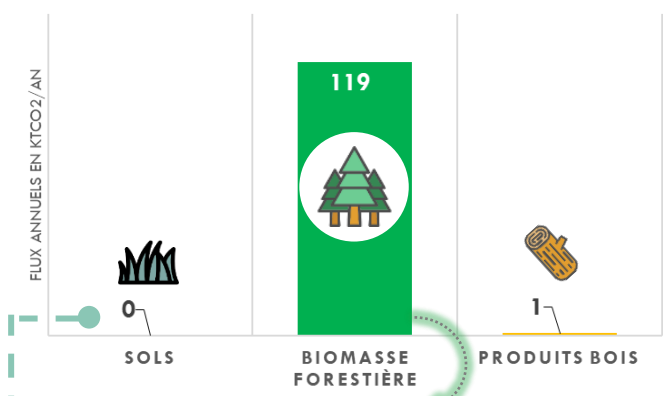 FLUX ANNUELS EN KTCO2/AN
119
0
1
SOLS
BIOMASSE
FORESTIÈRE
PRODUITS BOIS